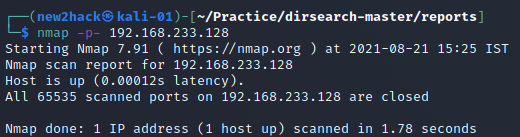 ┌──(new2hack㉿kali-01)-[~/Practice/dirsearch-master/reports]
└─$ nmap -p- 192.168.233.128
Starting Nmap 7.91 ( https://nmap.org ) at 2021-08-21 15:25 IST
Nmap scan report for 192.168.233.128
Host is up (0.00012s latency).
All 65535 scanned ports on 192.168.233.128 are closed
Nmap done: 1 IP address (1 host up) scanned in 1.78 seconds